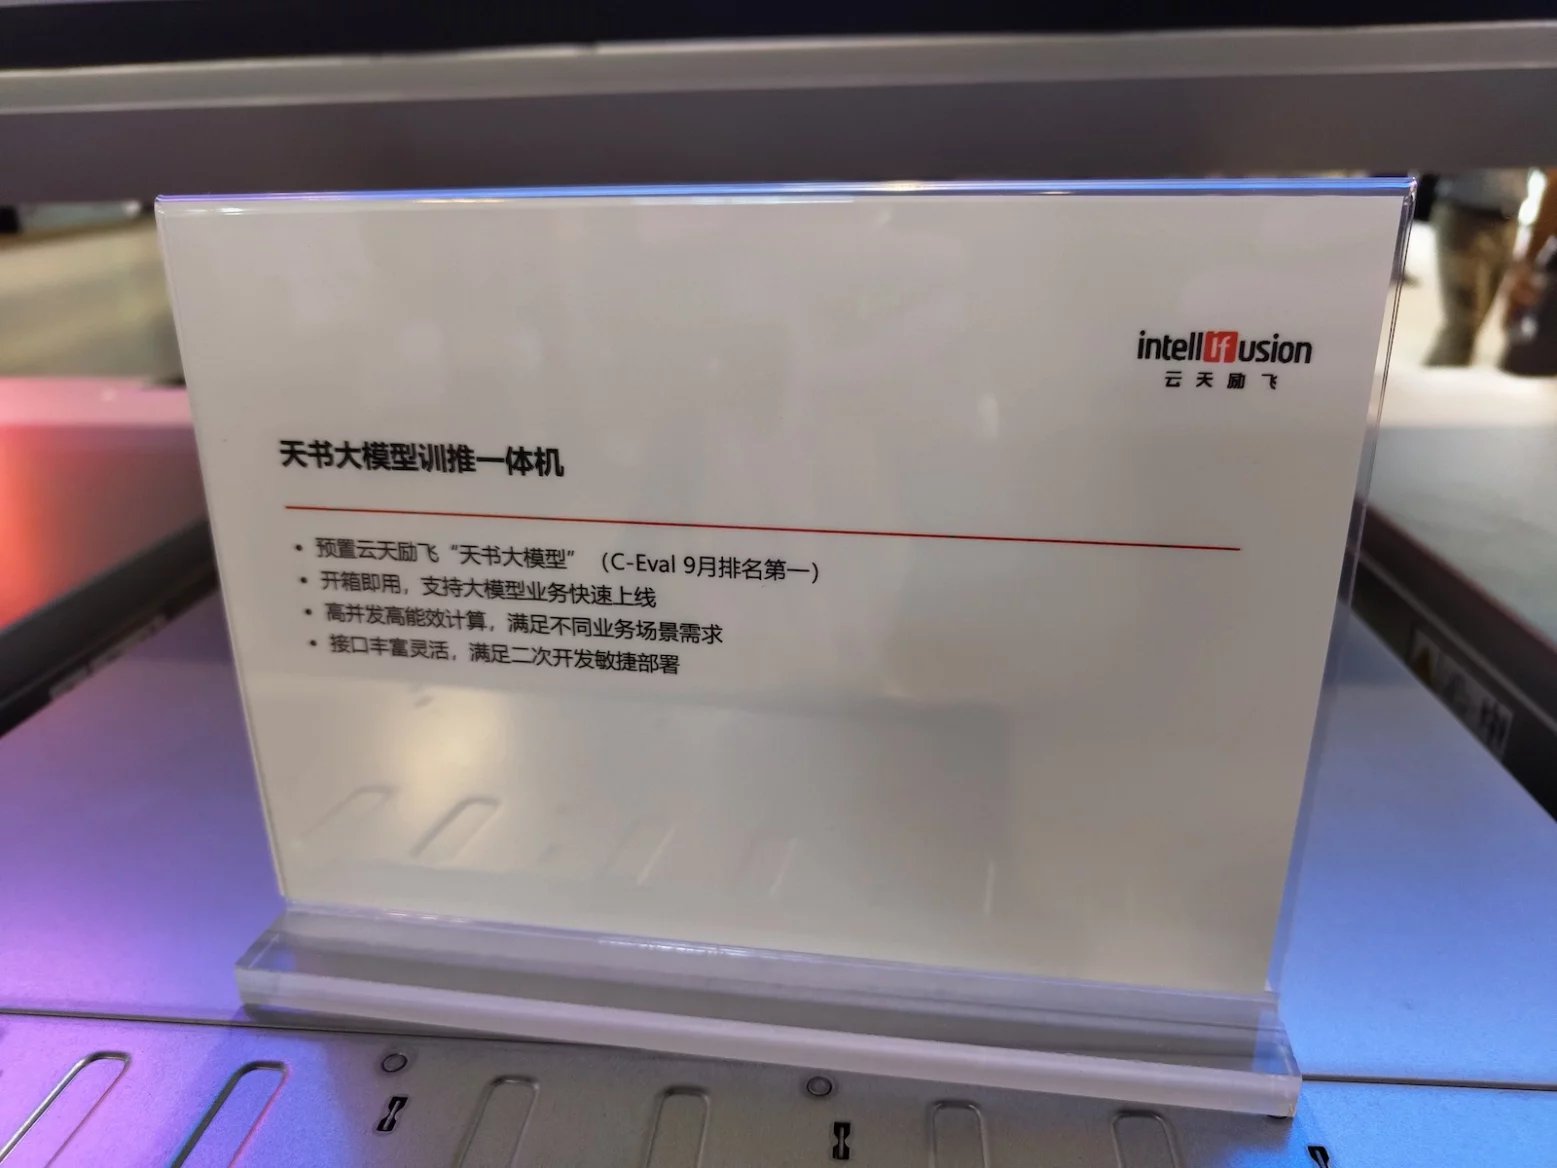 intellifusion
云天励飞
天书大模型训推一体机
• 预置云天励飞“天书大模型”（C-Eval 9月排名第一）
• 开箱即用，支持大模型业务快速上线
• 高并发高能效计算，满足不同业务场景需求
• 接口丰富灵活，满足二次开发敏捷部署